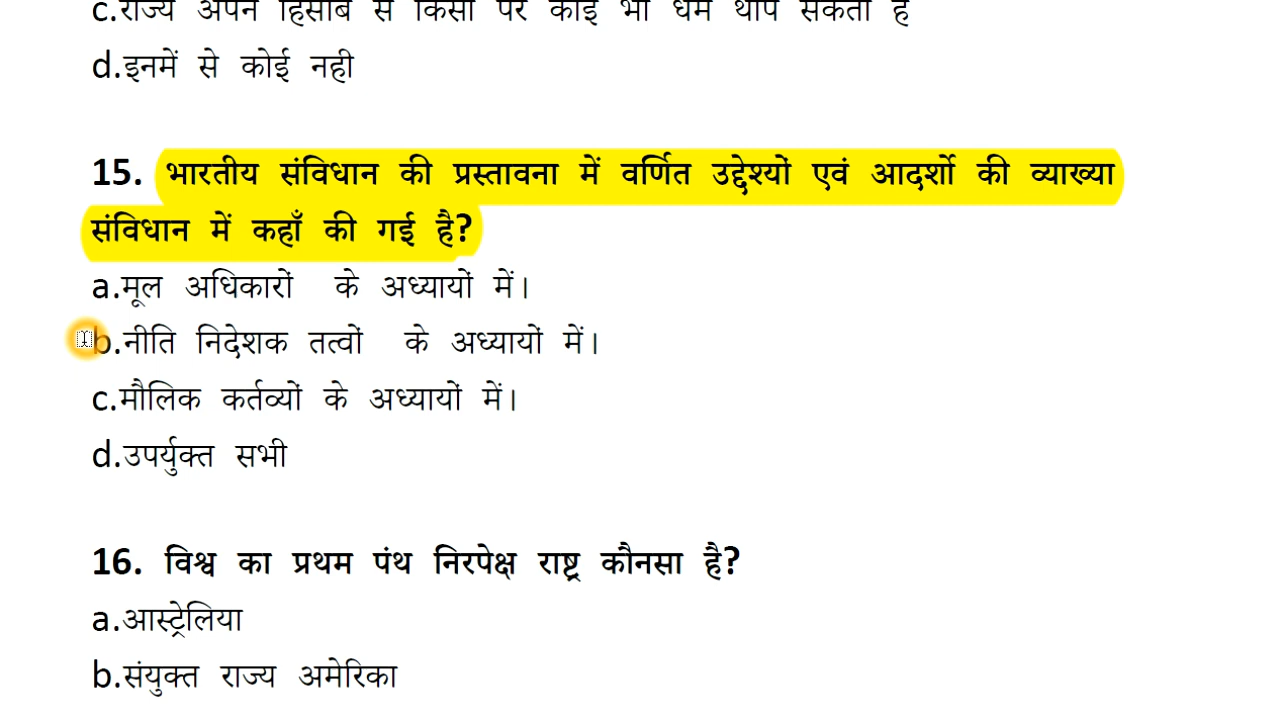 c.राज्य अपने हिसाब से किसी पर कोई भी धर्म थोप सकता है
d.इनमें से कोई नही
15. भारतीय संविधान की प्रस्तावना में वर्णित उद्देश्यों एवं आदर्शो की व्याख्या
संविधान में कहाँ की गई है?
a.मूल अधिकारों के अध्यायों में।
b.नीति निदेशक तत्वों के अध्यायों में।
c.मौलिक कर्तव्यों के अध्यायों में।
d.उपर्युक्त सभी
16. विश्व का प्रथम पंथ निरपेक्ष राष्ट्र कौनसा है?
a.आस्ट्रेलिया
b.संयुक्त राज्य अमेरिका